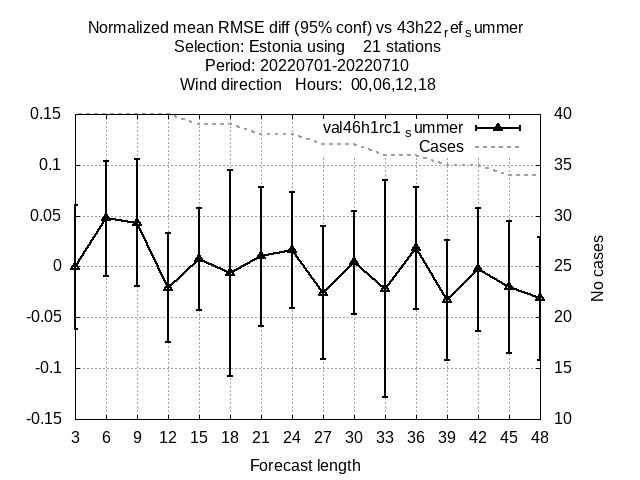 Normalized mean RMSE diff (95% conf) vs 43h22ref summer
Selection: Estonia using 21 stations
Period: 20220701-20220710
Wind direction Hours: 00,06,12,18
val46h1rc1 summer
Cases
0.15
0.1
0.05
0
-0.05
-0.1
-0.15
40
35
30
25
20
15
10
No cases
3 6 9 12 15 18 21 24 27 30 33 36 39 42 45 48
Forecast length